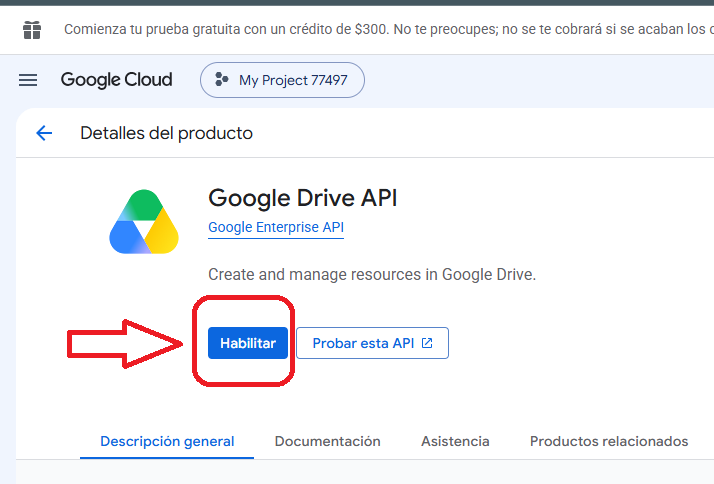 Comienza tu prueba gratuita con un crédito de $300. No te preocupes; no se te cobrará si se acaban los
Google Cloud
My Project 77497
Detalles del producto
Google Drive API
Google Enterprise API
Create and manage resources in Google Drive.
Habilitar
Probar esta API
Descripción general
Documentación
Asistencia
Productos relacionados